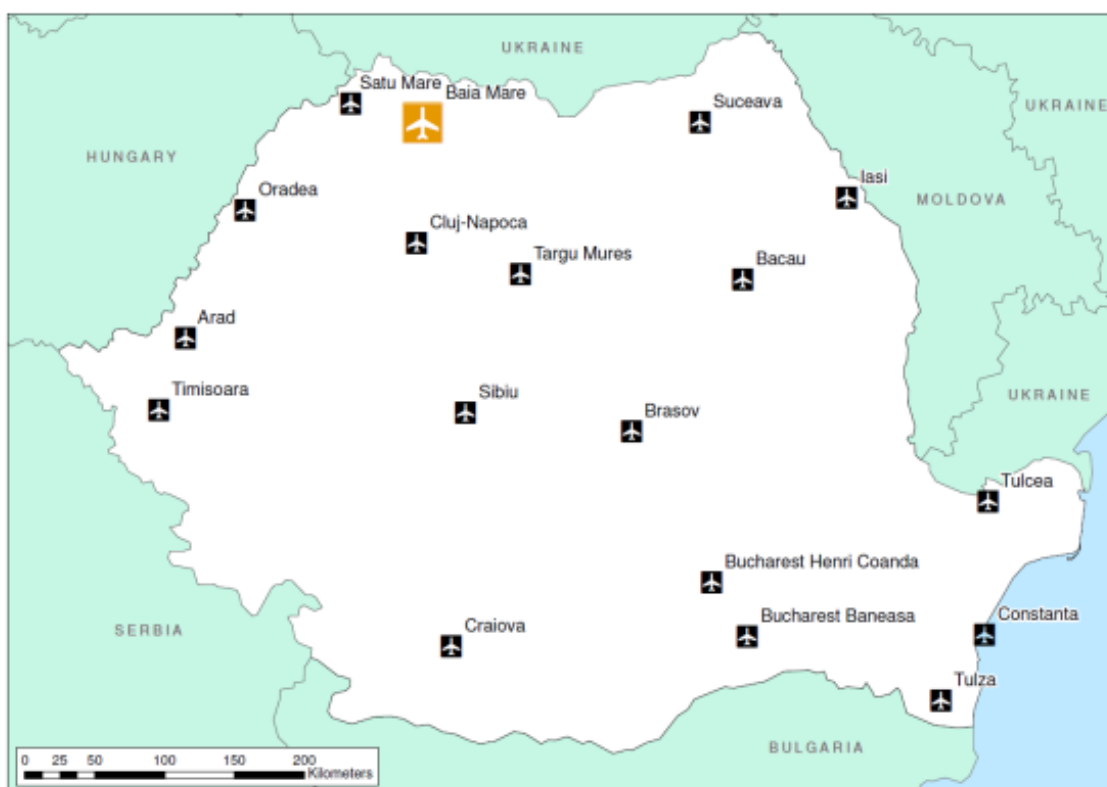 UKRAINE
Satu Mare
Baia Mare
Suceava
UKRAINE
HUNGARY
Iasi
Oradea
MOLDOVA
Cluj-Napoca
Targu Mures
Bacau
Arad
Timisoara
Sibiu
Brasov
UKRAINE
Tulcea
Bucharest Henri Coanda
Bucharest Baneasa
Constanta
SERBIA
Craiova
Tulza
BULGARIA
0 25 50 100 150 200
Kilometers